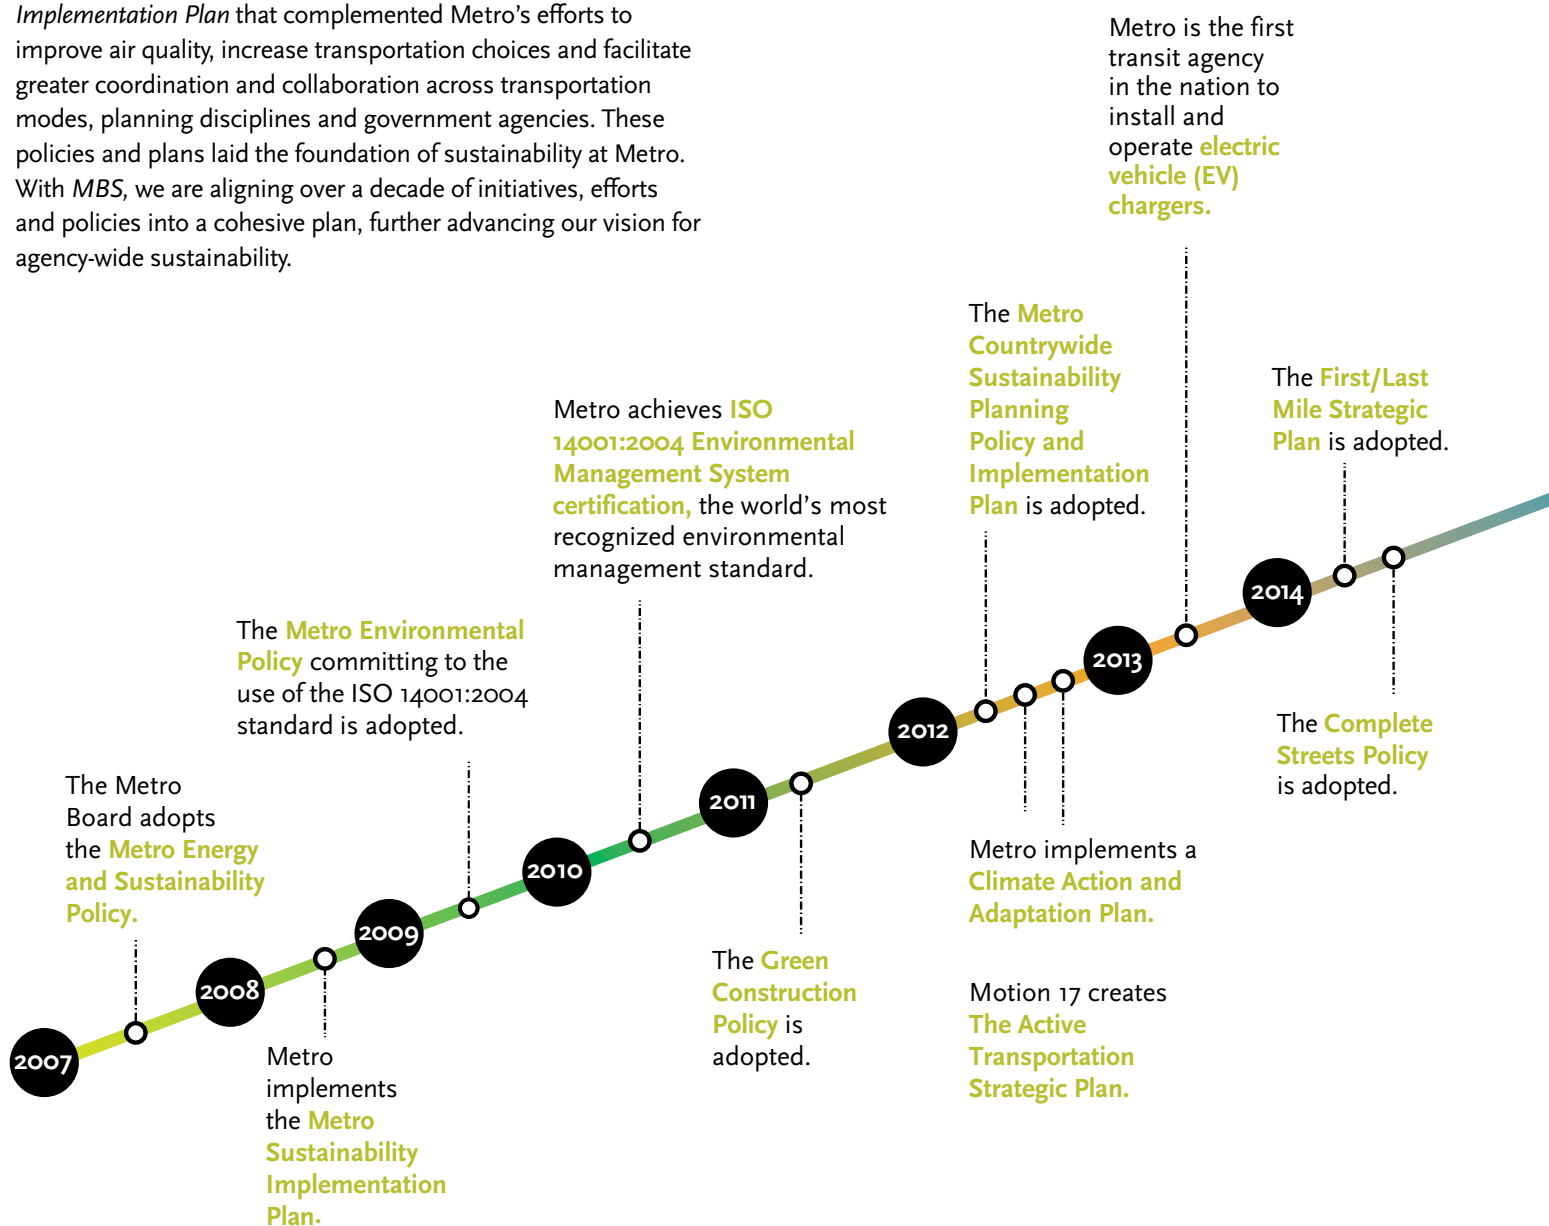 Implementation Plan that complemented Metro’s efforts to
improve air quality, increase transportation choices and facilitate
greater coordination and collaboration across transportation
modes, planning disciplines and government agencies. These
policies and plans laid the foundation of sustainability at Metro.
With MBS, we are aligning over a decade of initiatives, efforts
and policies into a cohesive plan, further advancing our vision for
agency-wide sustainability.
Metro is the first
transit agency
in the nation to
install and
operate electric
vehicle (EV)
chargers.
The Metro
Countrywide
Sustainability
Planning
Policy and
Implementation
Plan is adopted.
The First/Last
Mile Strategic
Plan is adopted.
Metro achieves ISO
14001:2004 Environmental
Management System
certification, the world’s most
recognized environmental
management standard.
The Metro Environmental
Policy committing to the
use of the ISO 14001:2004
standard is adopted.
The Metro
Board adopts
the Metro Energy
and Sustainability
Policy.
2007
2008
2009
2010
2011
2012
2013
2014
Metro
implements
the Metro
Sustainability
Implementation
Plan.
The Green
Construction
Policy is
adopted.
Metro implements a
Climate Action and
Adaptation Plan.
Motion 17 creates
The Active
Transportation
Strategic Plan.
The Complete
Streets Policy
is adopted.